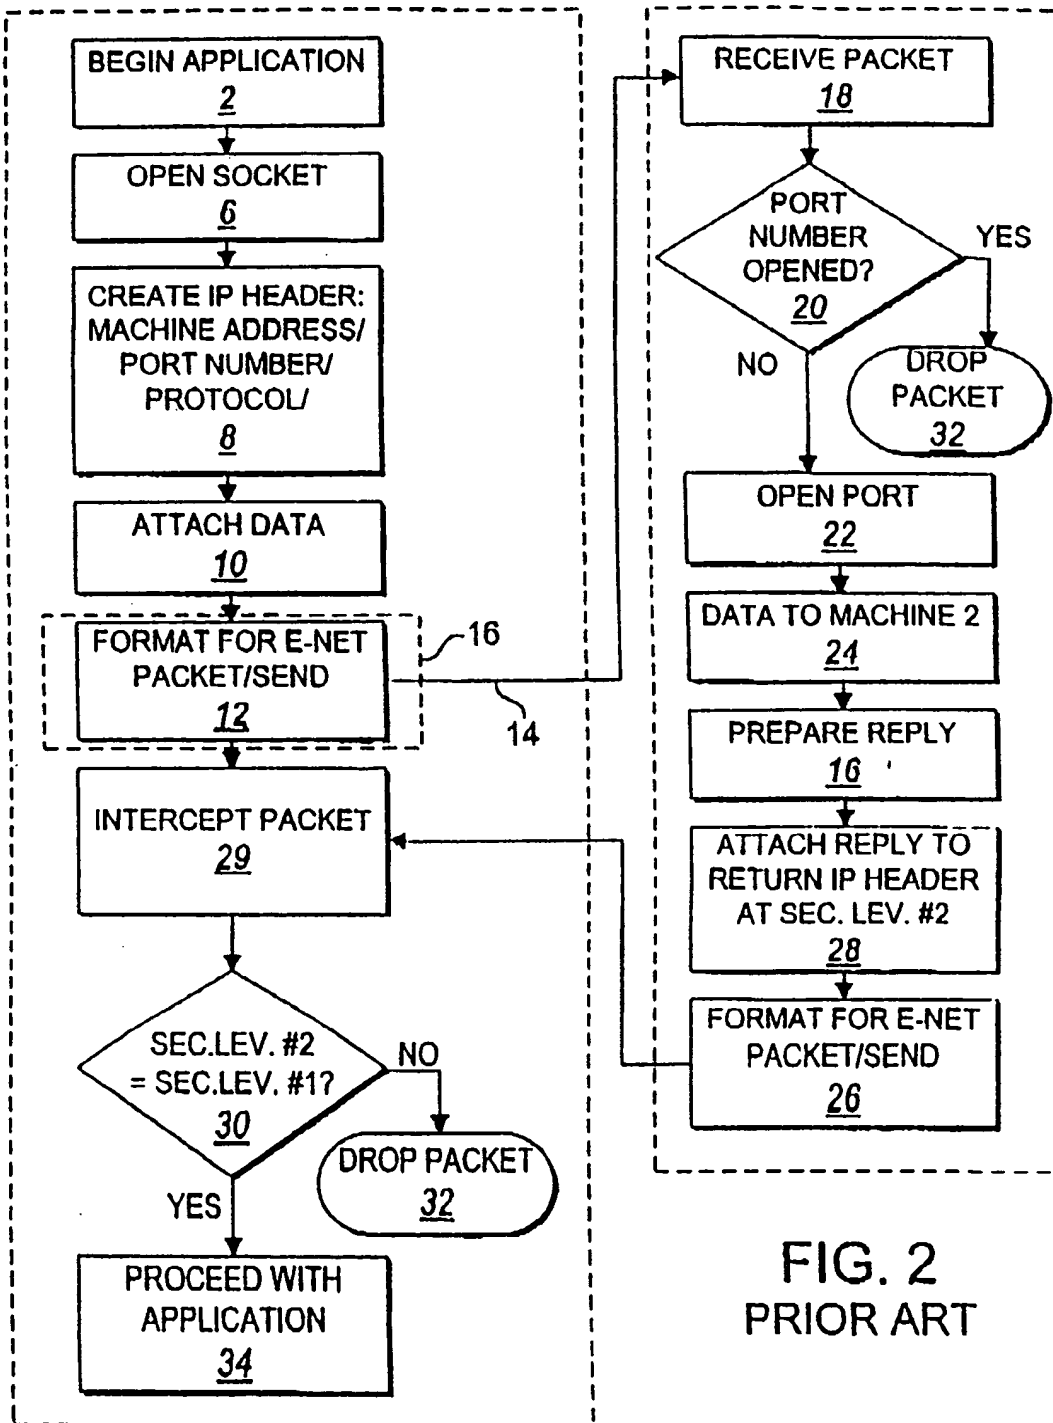 BEGIN APPLICATION
2
OPEN SOCKET
6
CREATE IP HEADER:
MACHINE ADDRESS/
PORT NUMBER/
PROTOCOL/
8
ATTACH DATA
10
FORMAT FOR E-NET
PACKET/SEND
12
16
14
INTERCEPT PACKET
29
SEC.LEV. #2
= SEC.LEV. #1?
30
NO
DROP PACKET
32
YES
PROCEED WITH
APPLICATION
34
RECEIVE PACKET
18
PORT
NUMBER
OPENED?
20
YES
DROP
PACKET
32
NO
OPEN PORT
22
DATA TO MACHINE 2
24
PREPARE REPLY
16
ATTACH REPLY TO
RETURN IP HEADER
AT SEC. LEV. #2
28
FORMAT FOR E-NET
PACKET/SEND
26
FIG. 2
PRIOR ART